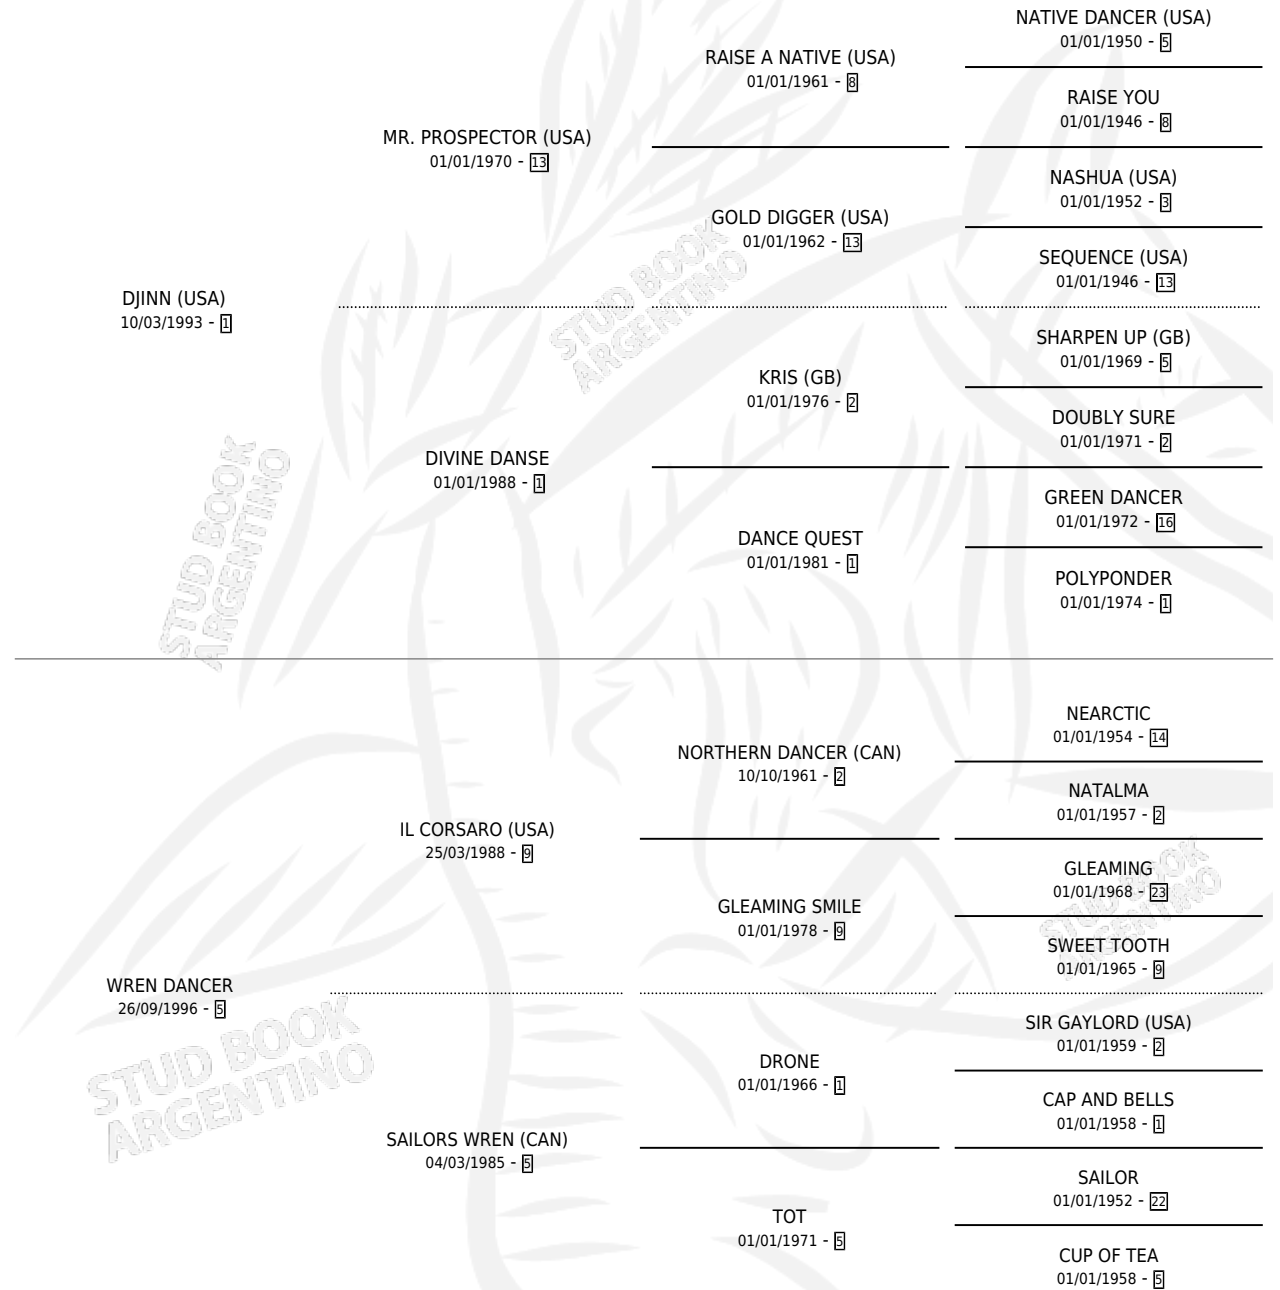 NATIVE DANCER (USA)
01/01/1950 - 5
RAISE A NATIVE (USA)
01/01/1961 - 8
RAISE YOU
01/01/1946 - 8
MR. PROSPECTOR (USA)
01/01/1970 - 13
NASHUA (USA)
01/01/1952 - 3
GOLD DIGGER (USA)
01/01/1962 - 13
SEQUENCE (USA)
01/01/1946 - 13
DJINN (USA)
10/03/1993 - 1
SHARPEN UP (GB)
01/01/1969 - 5
KRIS (GB)
01/01/1976 - 2
DOUBLY SURE
01/01/1971 - 2
DIVINE DANSE
01/01/1988 - 1
GREEN DANCER
01/01/1972 - 16
DANCE QUEST
01/01/1981 - 1
POLYPONDER
01/01/1974 - 1
NEARCTIC
01/01/1954 - 14
NORTHERN DANCER (CAN)
10/10/1961 - 2
NATALMA
01/01/1957 - 2
IL CORSARO (USA)
25/03/1988 - 9
GLEAMING
01/01/1968 - 23
GLEAMING SMILE
01/01/1978 - 9
SWEET TOOTH
01/01/1965 - 9
WREN DANCER
26/09/1996 - 5
SIR GAYLORD (USA)
01/01/1959 - 2
DRONE
01/01/1966 - 1
CAP AND BELLS
01/01/1958 - 1
SAILORS WREN (CAN)
04/03/1985 - 5
SAILOR
01/01/1952 - 22
TOT
01/01/1971 - 5
CUP OF TEA
01/01/1958 - 5
STUD BOOK
ARGENTINO
STUD BOOK
ARGENTINO
STUD BOOK
ARGENTINO
STUD BOOK
ARGENTINO